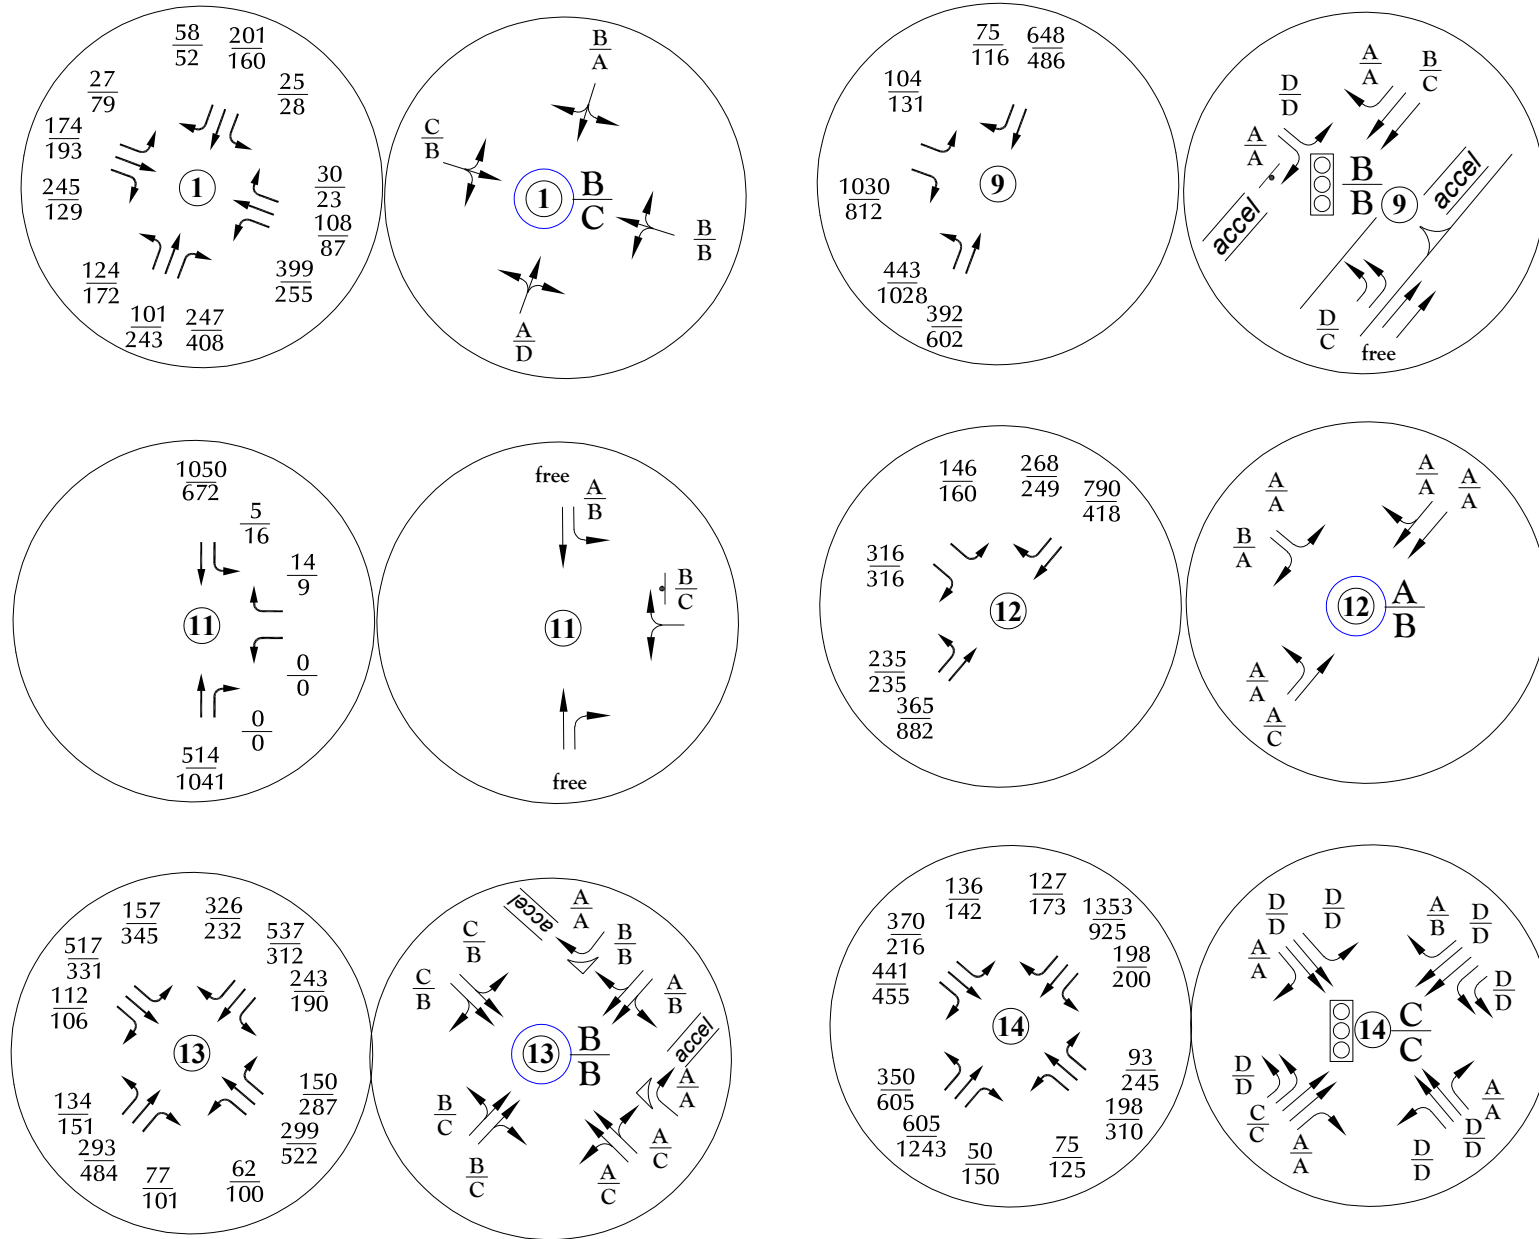 58
52
201
160
27
79
25
28
174
193
1
30
23
245
129
108
87
124
172
399
255
101
243
247
408
B
A
C
B
1
B
C
B
B
A
D
75
116
648
486
104
131
9
1030
812
443
1028
392
602
A
A
B
C
D
D
A
A
B
B
9
accel
accel
D
C
free
1050
672
5
16
14
9
11
0
0
0
0
514
1041
free
A
B
B
C
11
free
146
160
268
249
790
418
316
316
12
235
235
365
882
A
A
A
A
A
A
B
A
12
A
B
A
A
A
C
157
345
326
232
517
331
537
312
112
106
243
190
13
134
151
150
287
293
484
299
522
77
101
62
100
accel
A
A
C
B
B
B
C
B
A
B
accel
13
B
B
A
A
B
C
A
C
B
C
A
C
136
142
127
173
370
216
1353
925
441
455
198
200
14
350
605
93
245
605
1243
198
310
50
150
75
125
D
D
D
D
A
B
D
D
A
A
D
D
14
C
C
D
D
C
C
A
A
A
A
D
D
D
D